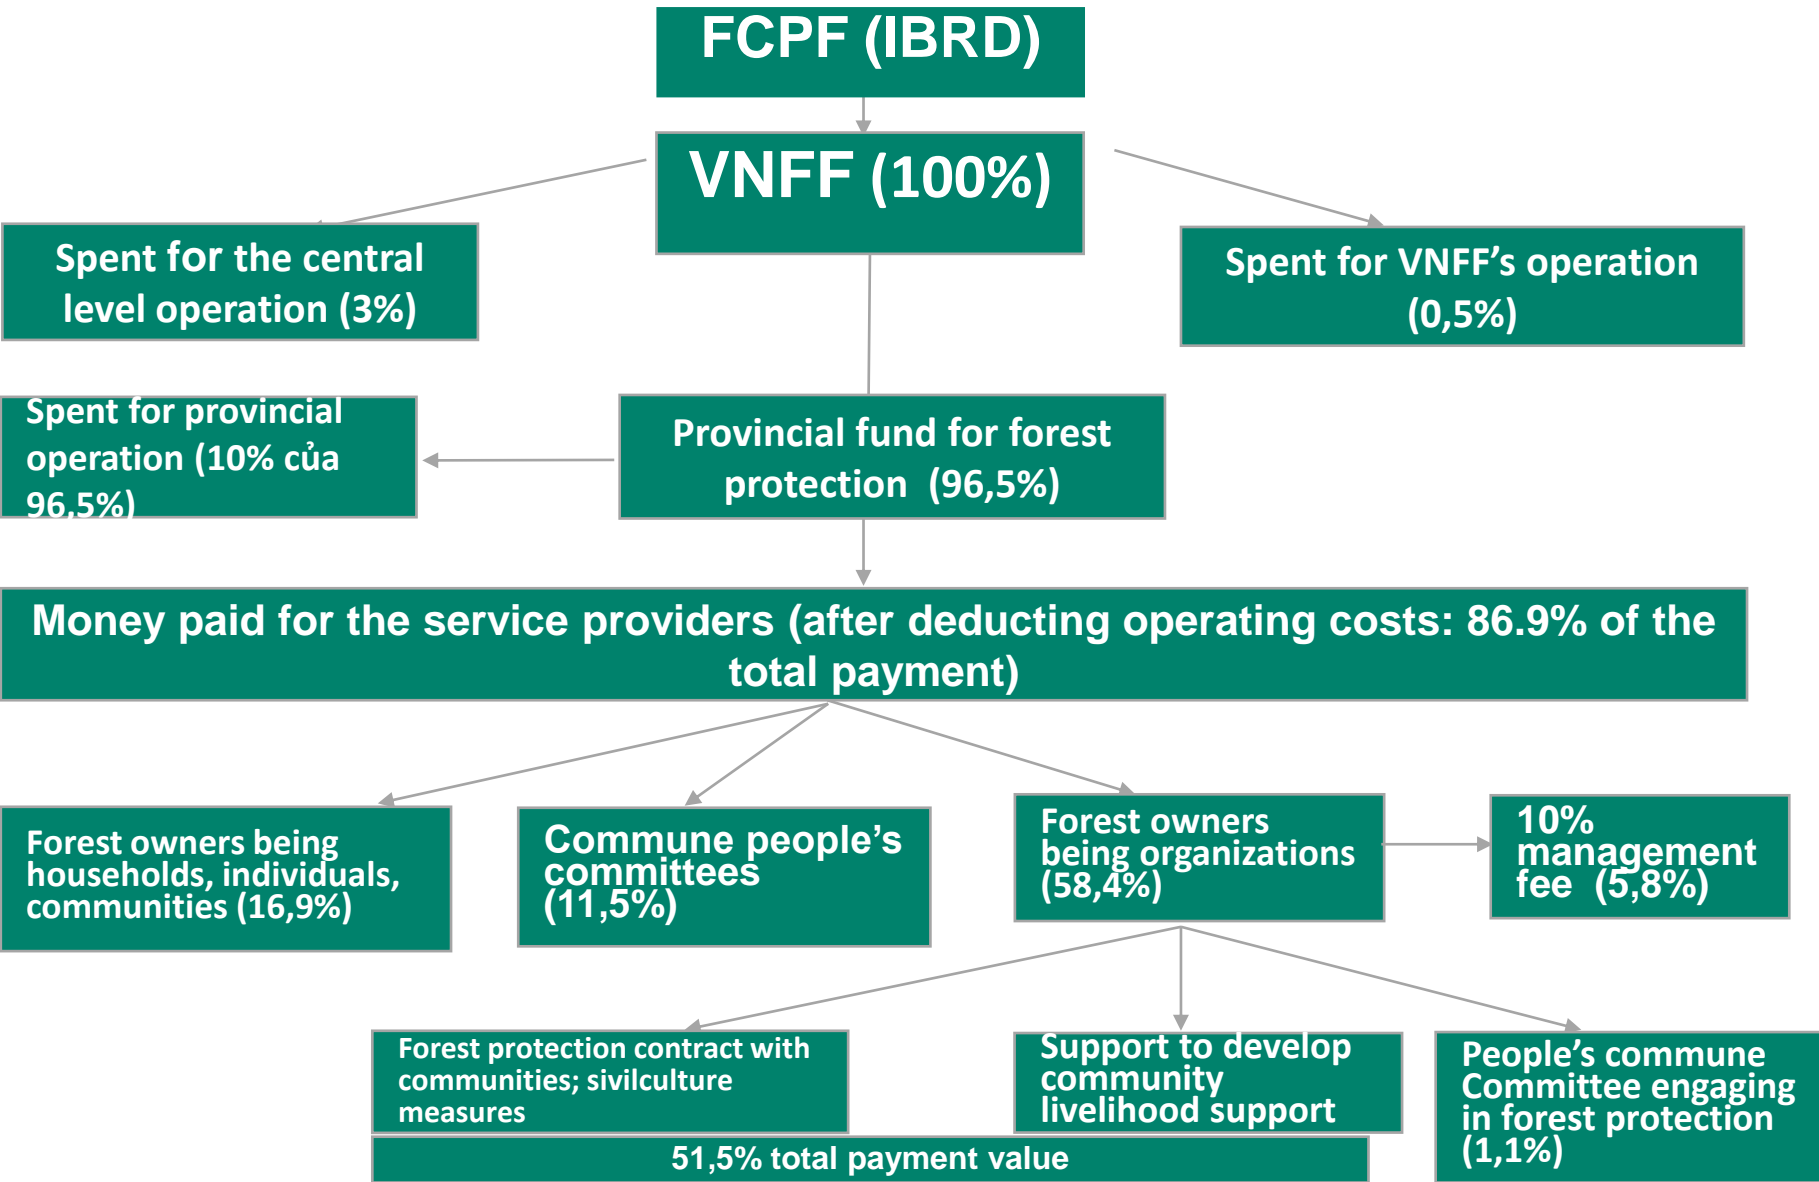 FCPF (IBRD)
VNFF (100%)
Spent for the central
level operation (3%)
Spent for VNFF’s operation
(0,5%)
Spent for provincial
operation (10% của
96,5%)
Provincial fund for forest
protection (96,5%)
Money paid for the service providers (after deducting operating costs: 86.9% of the
total payment)
Forest owners being
households, individuals,
communities (16,9%)
Commune people’s
committees
(11,5%)
Forest owners
being organizations
(58,4%)
10%
management
fee (5,8%)
Forest protection contract with
communities; sivilculture
measures
Support to develop
community
livelihood support
People’s commune
Committee engaging
in forest protection
(1,1%)
51,5% total payment value